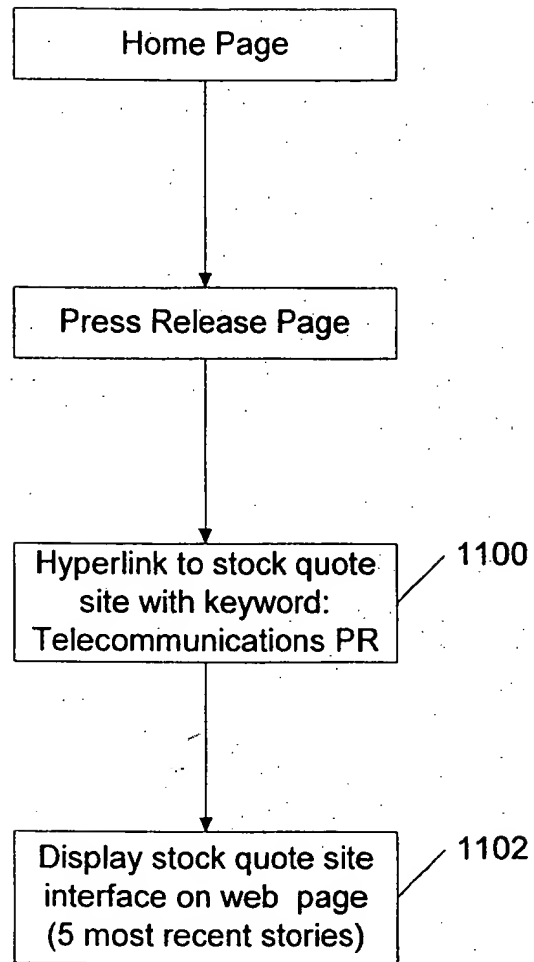 Home Page
Press Release Page
Hyperlink to stock quote
site with keyword:
Telecommunications PR
1100
Display stock quote site
interface on web page
(5 most recent stories)
1102